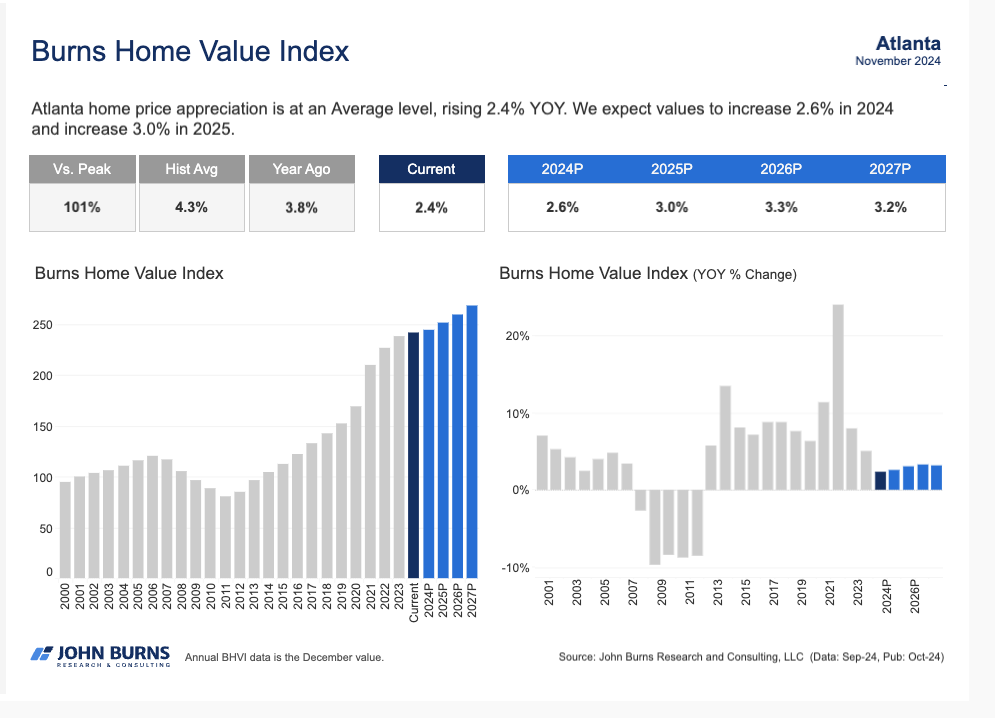 Burns Home Value Index
Atlanta
November 2024
-
Atlanta home price appreciation is at an Average level, rising 2.4% YOY. We expect values to increase 2.6% in 2024
and increase 3.0% in 2025.
Vs. Peak Hist Avg Year Ago Current 2024P 2025P 2026P 2027P
101% 4.3% 3.8% 2.4% 2.6% 3.0% 3.3% 3.2%
Burns Home Value Index
250
200
150
100
50
0
2000 2001 2002 2003 2004 2005 2006 2007 2008 2009 2010 2011 2012 2013 2014 2015 2016 2017 2018 2019 2020 2021 2022 2023 Current 2024P 2025P 2026P 2027P
Burns Home Value Index (YOY % Change)
20%
10%
0%
-10%
2001 2003 2005 2007 2009 2011 2013 2015 2017 2019 2021 2023 2024P 2026P
JOHN BURNS
RESEARCH & CONSULTING
Annual BHVI data is the December value.
Source: John Burns Research and Consulting, LLC (Data: Sep-24, Pub: Oct-24)